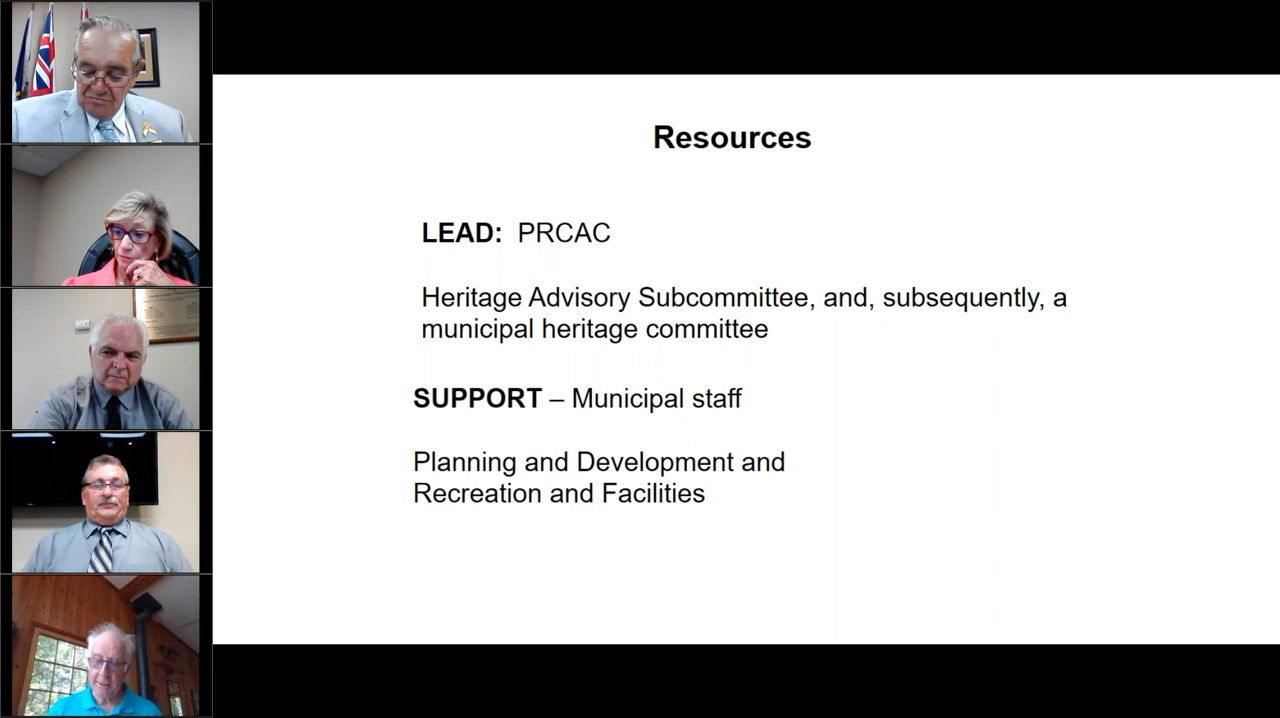 Resources
LEAD: PRCAC
Heritage Advisory Subcommittee, and, subsequently, a
municipal heritage committee
SUPPORT – Municipal staff
Planning and Development and
Recreation and Facilities